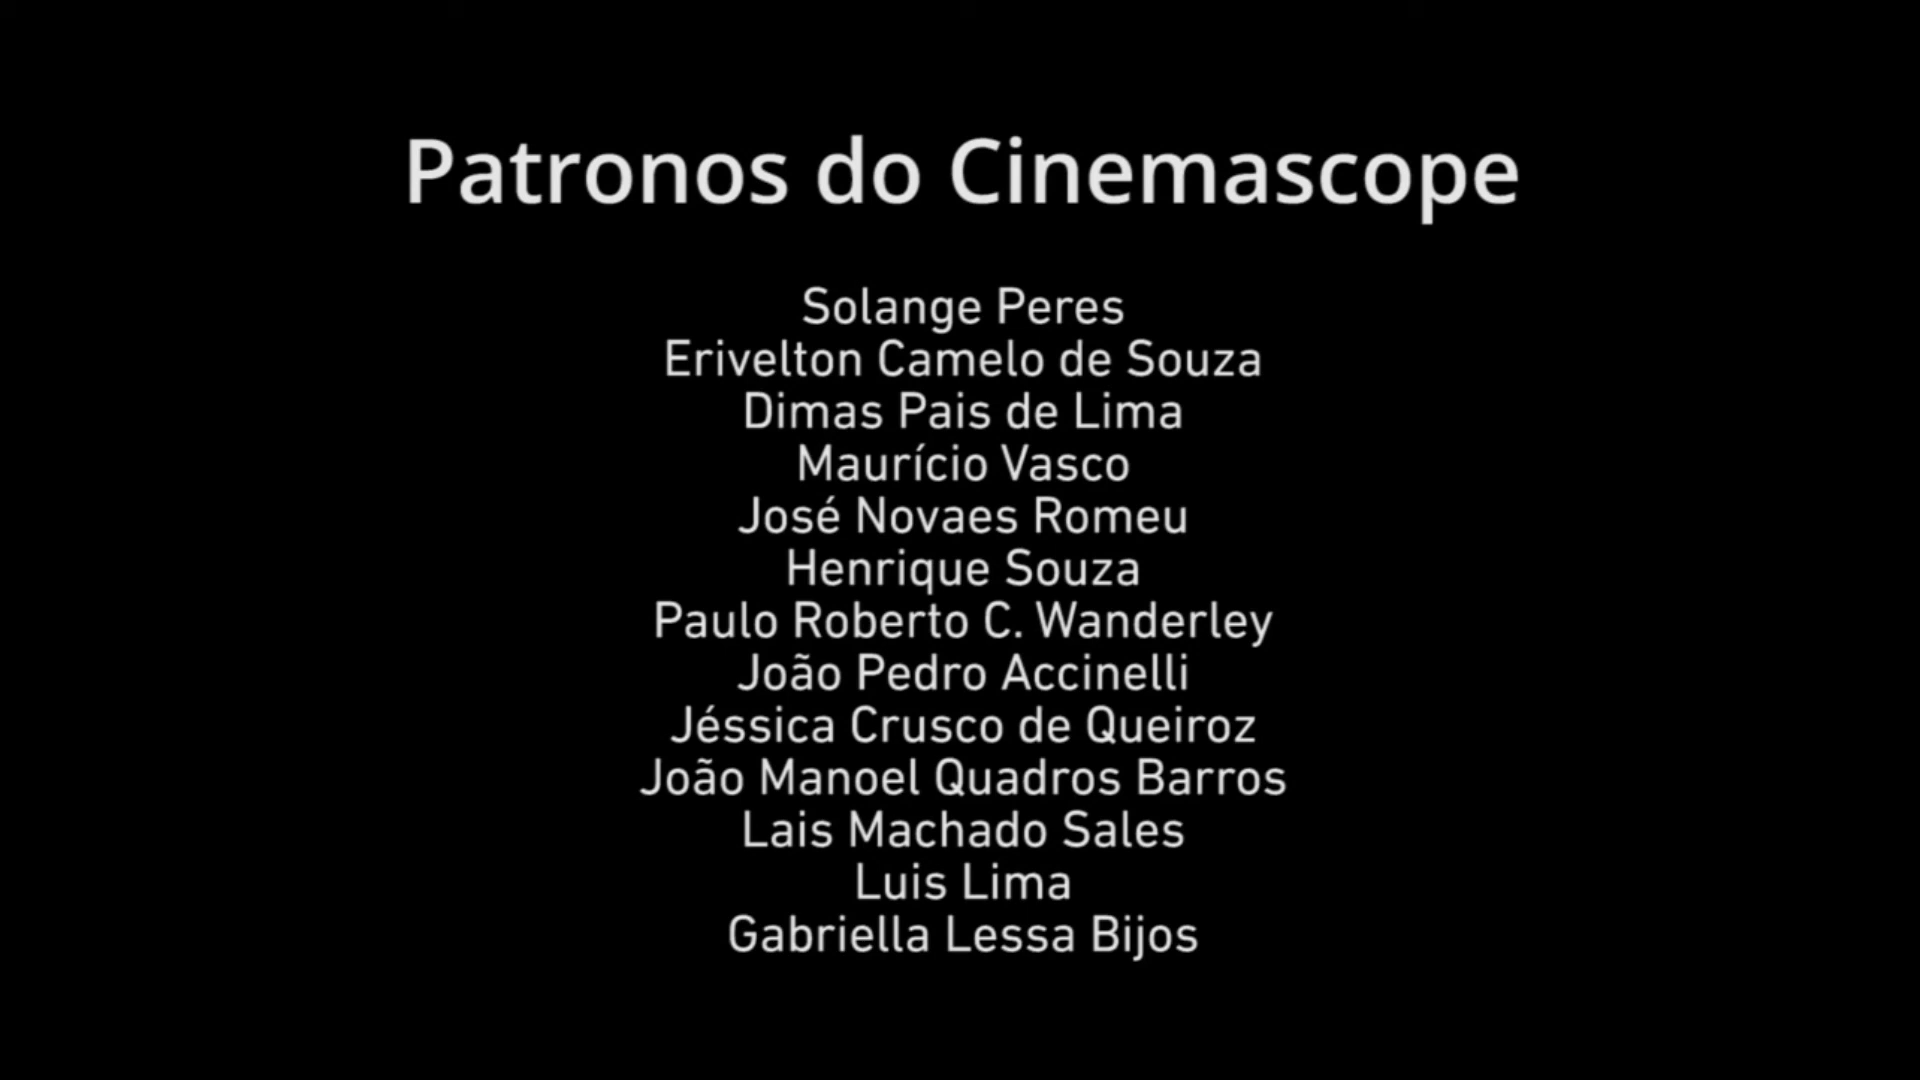 Patronos do Cinemascope
Solange Peres
Erivelton Camelo de Souza
Dimas Pais de Lima
Maurício Vasco
José Novaes Romeu
Henrique Souza
Paulo Roberto C. Wanderley
João Pedro Accinelli
Jéssica Crusco de Queiroz
João Manoel Quadros Barros
Lais Machado Sales
Luis Lima
Gabriella Lessa Bijos